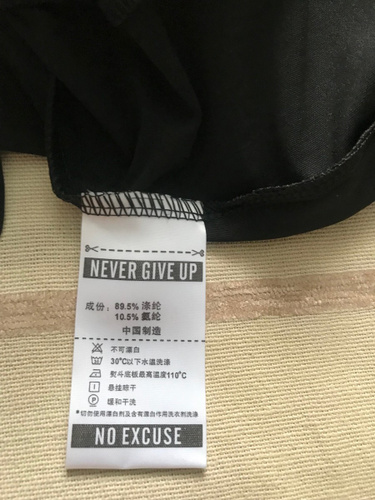 NEVER GIVE UP
成份: 89.5% 涤纶
10.5% 氨纶
中国制造
不可漂白
30℃以下水温洗涤
熨斗底板最高温度110℃
悬挂晾干
缓和干洗
*切勿使用漂白剂及含有漂白作用洗衣剂洗涤
NO EXCUSE